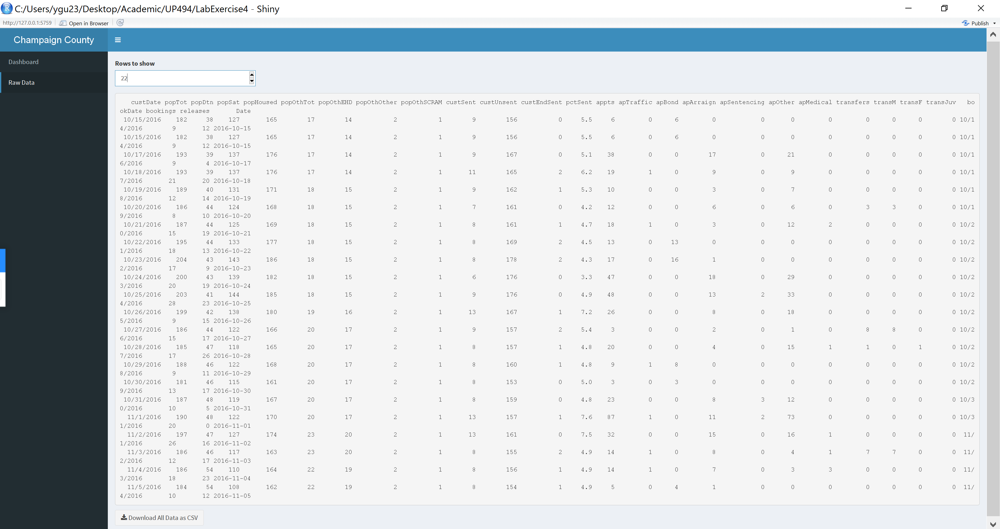 C:/Users/ygu23/Desktop/Academic/UP494/LabExercise4 - Shiny
http://127.0.0.1:5759 Open in Browser Publish
Champaign County
Dashboard
Raw Data
Rows to show
22
custDate popTot popDtn popSat popHoused popOthTot popOthEHD popOthOther popOthSCRAM custSent custUnsent custEndSent pctSent appts apTraffic apBond apArraign apSentencing apOther apMedical transfers transM transF transJuv bo
okDate bookings releases Date
10/15/2016 182 38 127 165 17 14 2 1 9 156 0 5.5 6 0 6 0 0 0 0 0 0 0 0 10/1
4/2016 9 12 2016-10-15
10/15/2016 182 38 127 165 17 14 2 1 9 156 0 5.5 6 0 6 0 0 0 0 0 0 0 0 10/1
4/2016 9 12 2016-10-15
10/17/2016 193 39 137 176 17 14 2 1 9 167 0 5.1 38 0 0 17 0 21 0 0 0 0 0 10/1
6/2016 9 4 2016-10-17
10/18/2016 193 39 137 176 17 14 2 1 11 165 2 6.2 19 1 0 9 0 9 0 0 0 0 0 10/1
7/2016 21 20 2016-10-18
10/19/2016 189 40 131 171 18 15 2 1 9 162 1 5.3 10 0 0 3 0 7 0 0 0 0 0 10/1
8/2016 12 14 2016-10-19
10/20/2016 186 44 124 168 18 15 2 1 7 161 0 4.2 12 0 0 6 0 6 0 3 3 0 0 10/1
9/2016 8 10 2016-10-20
10/21/2016 187 44 125 169 18 15 2 1 8 161 1 4.7 18 1 0 3 0 12 2 0 0 0 0 10/2
0/2016 15 19 2016-10-21
10/22/2016 195 44 133 177 18 15 2 1 8 169 2 4.5 13 0 13 0 0 0 0 0 0 0 0 10/2
1/2016 18 13 2016-10-22
10/23/2016 204 43 143 186 18 15 2 1 8 178 2 4.3 17 0 16 1 0 0 0 0 0 0 0 10/2
2/2016 17 9 2016-10-23
10/24/2016 200 43 139 182 18 15 2 1 6 176 0 3.3 47 0 0 18 0 29 0 0 0 0 0 10/2
3/2016 20 19 2016-10-24
10/25/2016 203 41 144 185 18 15 2 1 9 176 0 4.9 48 0 0 13 2 33 0 0 0 0 0 10/2
4/2016 28 23 2016-10-25
10/26/2016 199 42 138 180 19 16 2 1 13 167 1 7.2 26 0 0 8 0 18 0 0 0 0 0 10/2
5/2016 9 15 2016-10-26
10/27/2016 186 44 122 166 20 17 2 1 9 157 2 5.4 3 0 0 2 0 1 0 8 8 0 0 10/2
6/2016 15 17 2016-10-27
10/28/2016 185 47 118 165 20 17 2 1 8 157 1 4.8 20 0 0 4 0 15 1 1 0 1 0 10/2
7/2016 17 26 2016-10-28
10/29/2016 188 46 122 168 20 17 2 1 8 160 1 4.8 9 1 8 0 0 0 0 0 0 0 0 10/2
8/2016 9 11 2016-10-29
10/30/2016 181 46 115 161 20 17 2 1 8 153 0 5.0 3 0 3 0 0 0 0 0 0 0 0 10/2
9/2016 13 17 2016-10-30
10/31/2016 187 48 119 167 20 17 2 1 8 159 0 4.8 23 0 0 8 3 12 0 0 0 0 0 10/3
0/2016 10 5 2016-10-31
11/1/2016 190 48 122 170 20 17 2 1 13 157 1 7.6 87 1 0 11 2 73 0 0 0 0 0 10/3
1/2016 20 0 2016-11-01
11/2/2016 197 47 127 174 23 20 2 1 13 161 0 7.5 32 0 0 15 0 16 1 0 0 0 0 11/
1/2016 26 16 2016-11-02
11/3/2016 186 46 117 163 23 20 2 1 8 155 2 4.9 14 1 0 8 0 4 1 7 7 0 0 11/
2/2016 12 17 2016-11-03
11/4/2016 186 54 110 164 22 19 2 1 8 156 1 4.9 14 1 0 7 0 3 3 0 0 0 0 11/
3/2016 18 23 2016-11-04
11/5/2016 184 54 108 162 22 19 2 1 8 154 1 4.9 5 0 4 1 0 0 0 0 0 0 0 11/
4/2016 10 12 2016-11-05
Download All Data as CSV